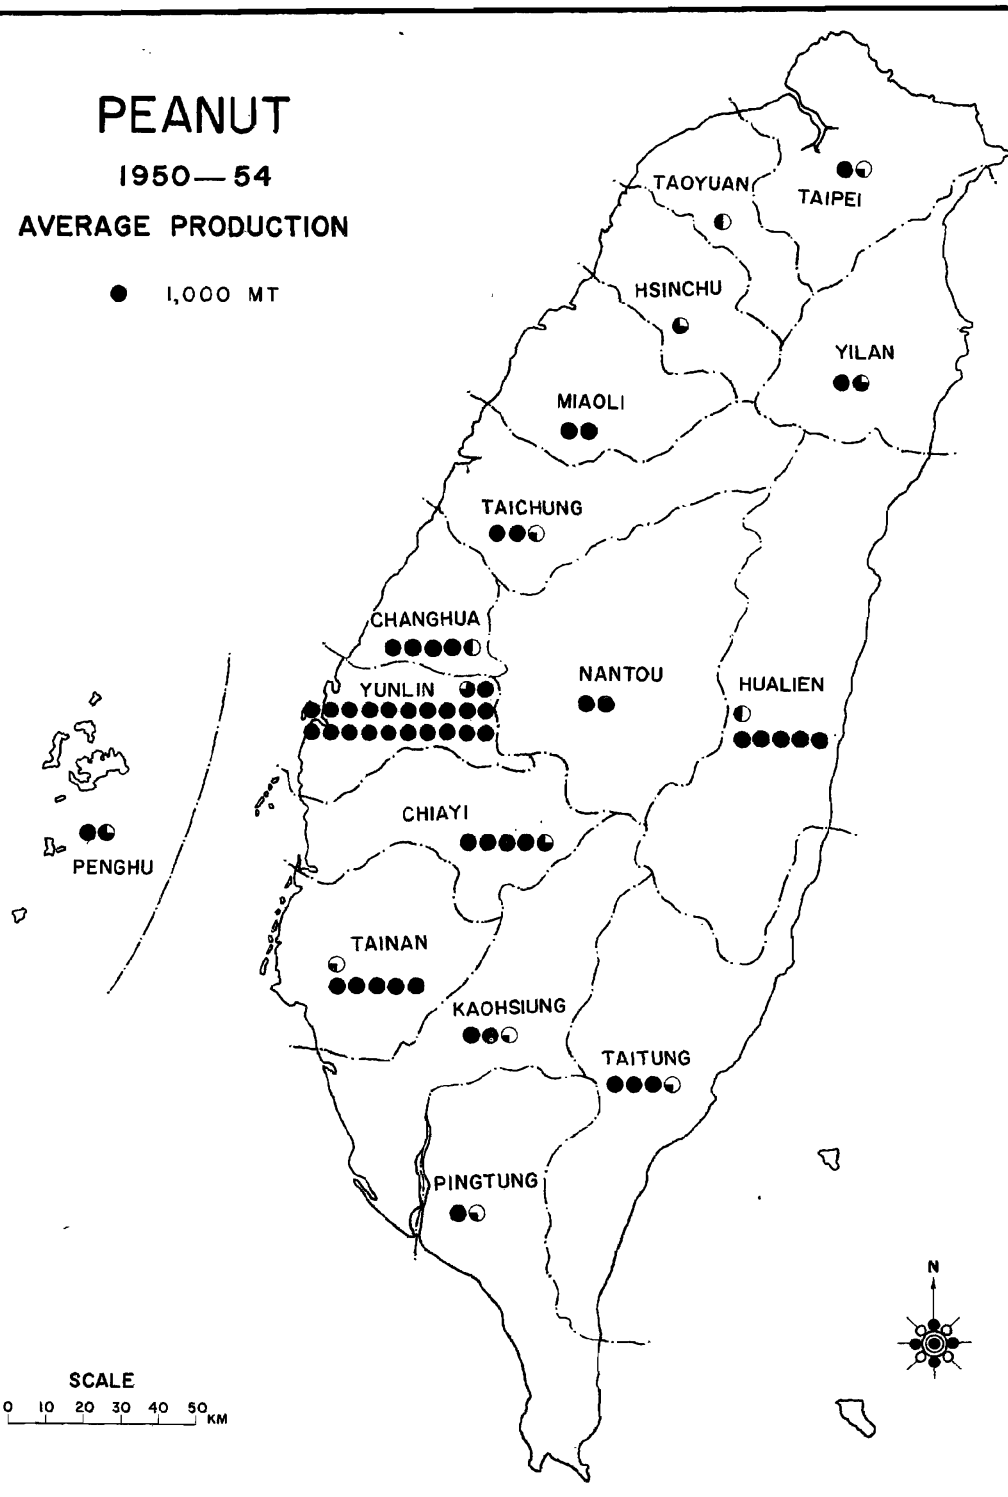 PEANUT
1950—54
AVERAGE PRODUCTION
1,000 MT
TAOYUAN
TAIPEI
HSINCHU
YILAN
MIAOLI
TAICHUNG
CHANGHUA
YUNLIN
NANTOU
HUALIEN
CHIAYI
PENGHU
TAINAN
KAOHSIUNG
TAITUNG
PINGTUNG
N
SCALE
0 10 20 30 40 50 KM